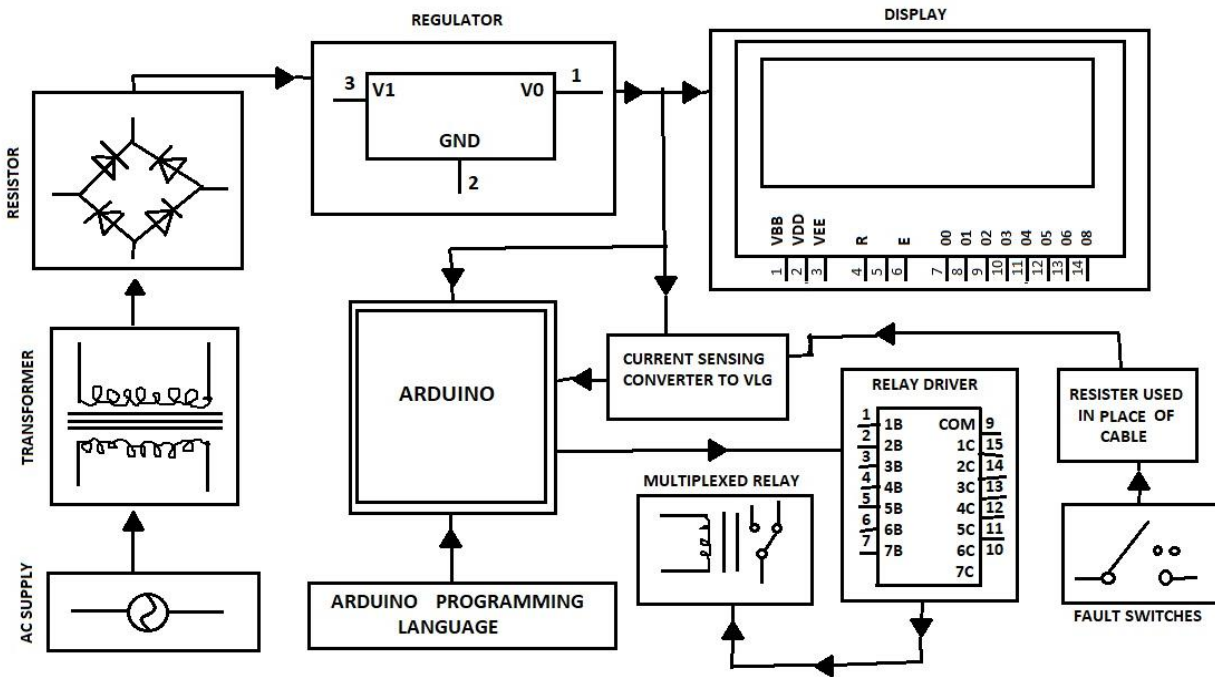 REGULATOR
DISPLAY
3
V1
V0
1
GND
2
RESISTOR
VBB
VDD
VEE
R
E
00
01
02
03
04
05
06
08
1
2
3
4
5
6
7
8
9
10
11
12
13
14
TRANSFORMER
ARDUINO
CURRENT SENSING
CONVERTER TO VLG
RELAY DRIVER
1
1B
COM
9
2
2B
1C
15
3
3B
2C
14
4
4B
3C
13
5
5B
4C
12
6
6B
5C
11
7
7B
6C
10
7C
RESISTER USED
IN PLACE OF
CABLE
MULTIPLEXED RELAY
AC SUPPLY
ARDUINO PROGRAMMING
LANGUAGE
FAULT SWITCHES